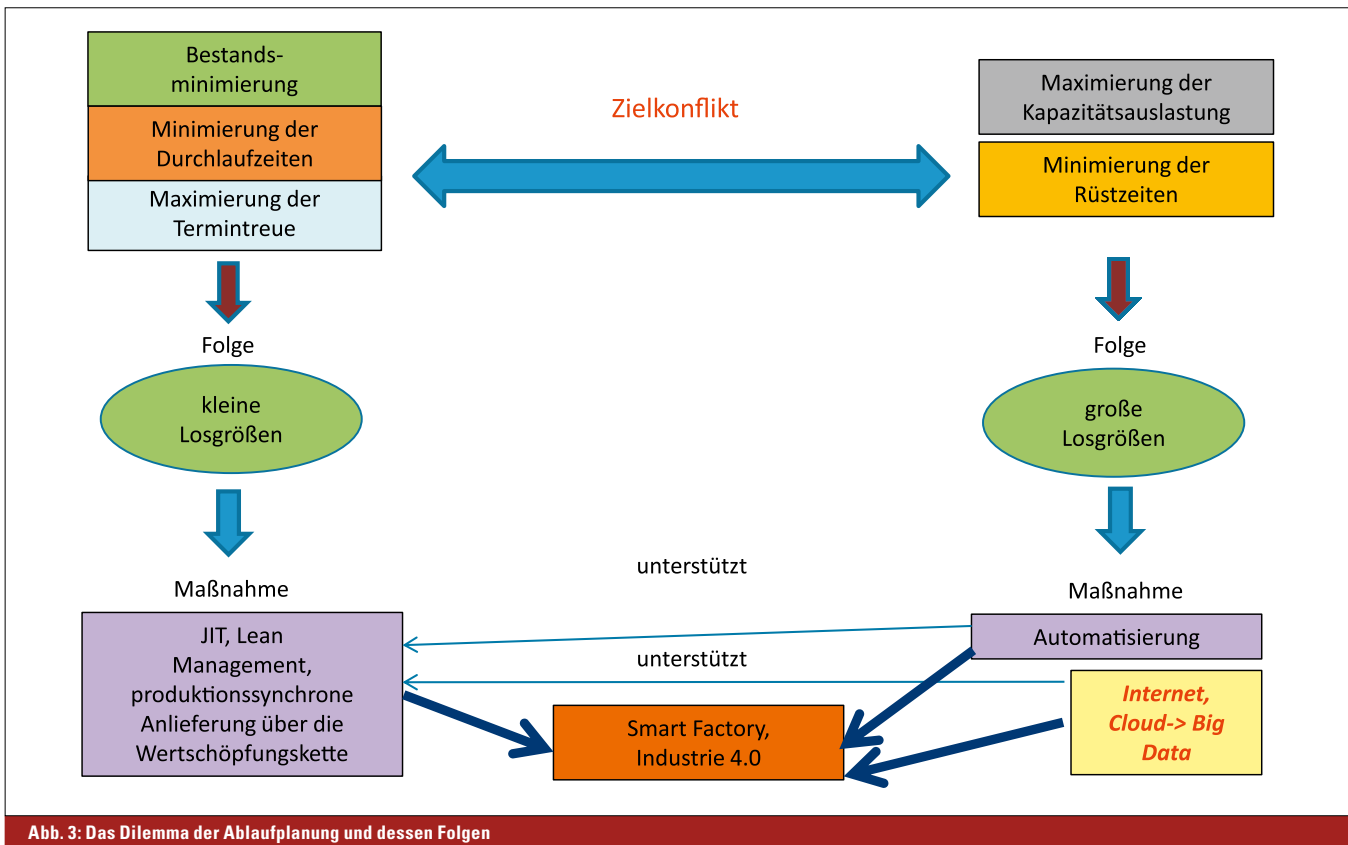 Bestands-
minimierung
Minimierung der
Durchlaufzeiten
Maximierung der
Termintreue
Zielkonflikt
Maximierung der
Kapazitätsauslastung
Minimierung der
Rüstzeiten
Folge
kleine
Losgrößen
Folge
große
Losgrößen
Maßnahme
JIT, Lean
Management,
produktionssynchrone
Anlieferung über die
Wertschöpfungskette
unterstützt
unterstützt
Maßnahme
Automatisierung
Internet,
Cloud-> Big
Data
Smart Factory,
Industrie 4.0
Abb. 3: Das Dilemma der Ablaufplanung und dessen Folgen